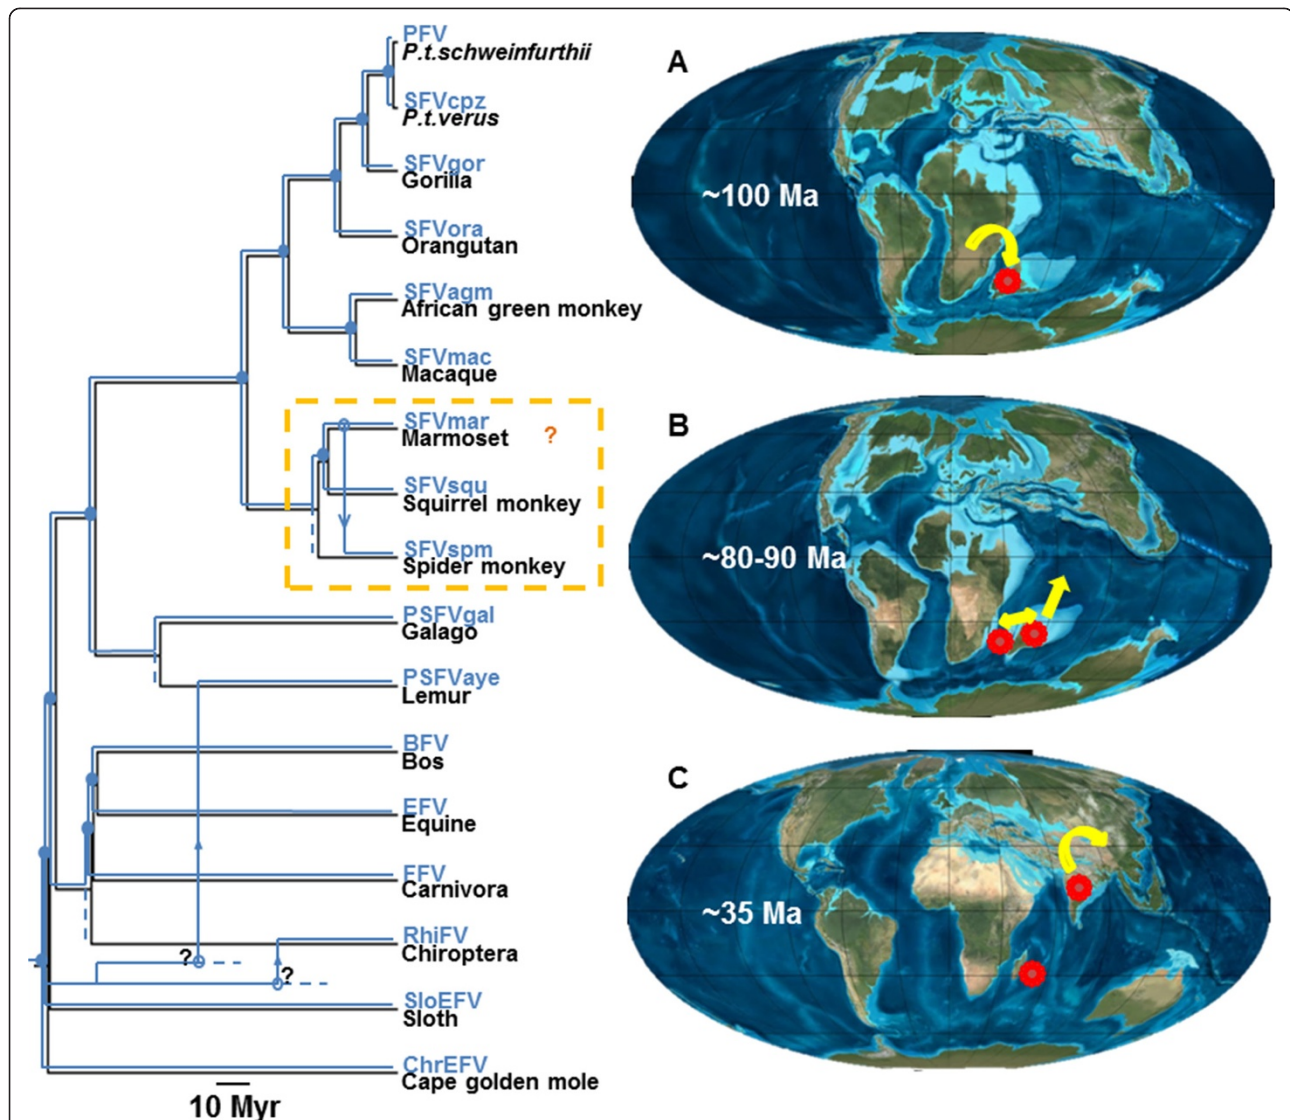 PFV
P.t.schweinfurthii
SFVcpz
P.t.verus
SFVgor
Gorilla
SFVora
Orangutan
SFVagm
African green monkey
SFVmac
Macaque
SFVmar
Marmoset ?
SFVsqu
Squirrel monkey
SFVspm
Spider monkey
PSFVgal
Galago
PSFVaye
Lemur
BFV
Bos
EFV
Equine
FFV
Carnivora
RhiFV
Chiroptera
?
?
SloEFV
Sloth
ChrEFV
Cape golden mole
10 Myr
A
~100 Ma
B
~80-90 Ma
C
~35 Ma